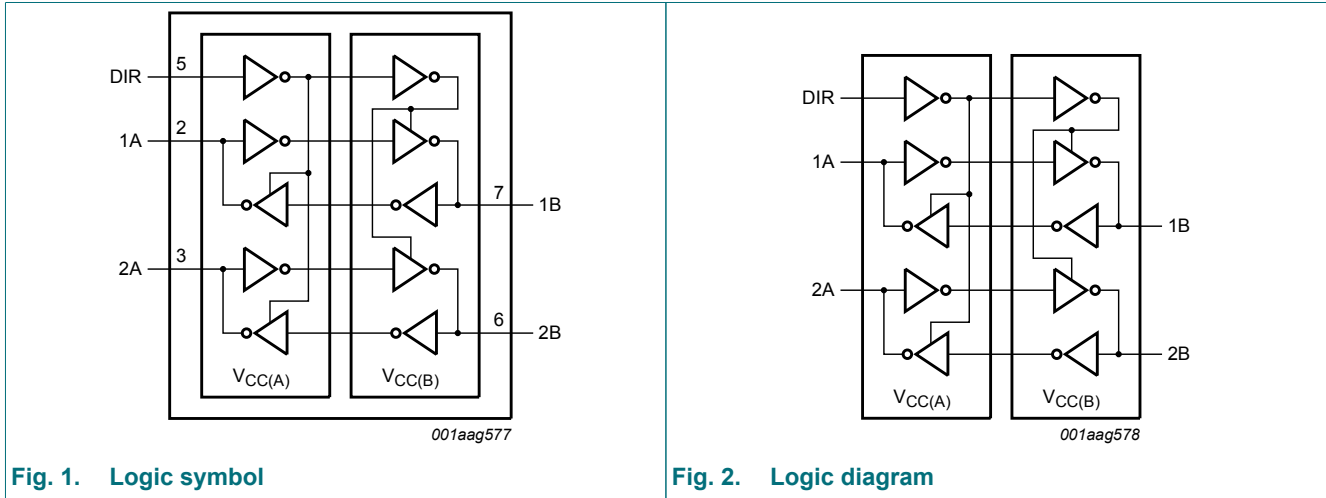 DIR 5
1A 2
7 1B
2A 3
6 2B
VCC(A) VCC(B)
001aag577
Fig. 1. Logic symbol
DIR
1A
1B
2A
2B
VCC(A) VCC(B)
001aag578
Fig. 2. Logic diagram